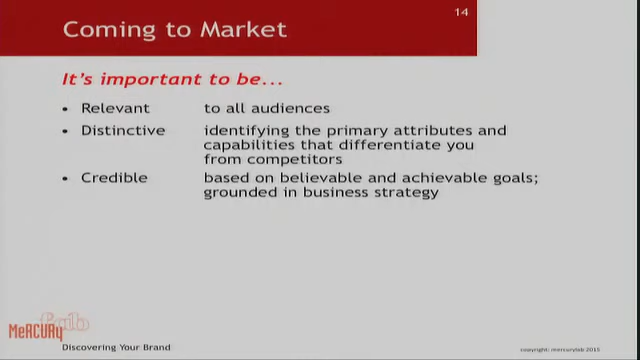 14
Coming to Market
It's important to be...
• Relevant to all audiences
• Distinctive identifying the primary attributes and
capabilities that differentiate you
from competitors
• Credible based on believable and achievable goals;
grounded in business strategy
MeRCURy lab
Discovering Your Brand
copyright: mercurylab 2015